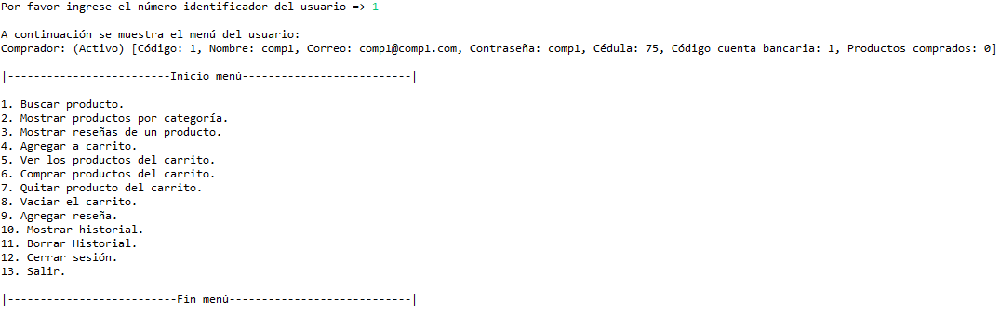 Por favor ingrese el número identificador del usuario => 1
A continuación se muestra el menú del usuario:
Comprador: (Activo) [Código: 1, Nombre: comp1, Correo: comp1@comp1.com, Contraseña: comp1, Cédula: 75, Código cuenta bancaria: 1, Productos comprados: 0]
|-------------------------Inicio menú--------------------------|
1. Buscar producto.
2. Mostrar productos por categoría.
3. Mostrar reseñas de un producto.
4. Agregar a carrito.
5. Ver los productos del carrito.
6. Comprar productos del carrito.
7. Quitar producto del carrito.
8. Vaciar el carrito.
9. Agregar reseña.
10. Mostrar historial.
11. Borrar Historial.
12. Cerrar sesión.
13. Salir.
|--------------------------Fin menú----------------------------|